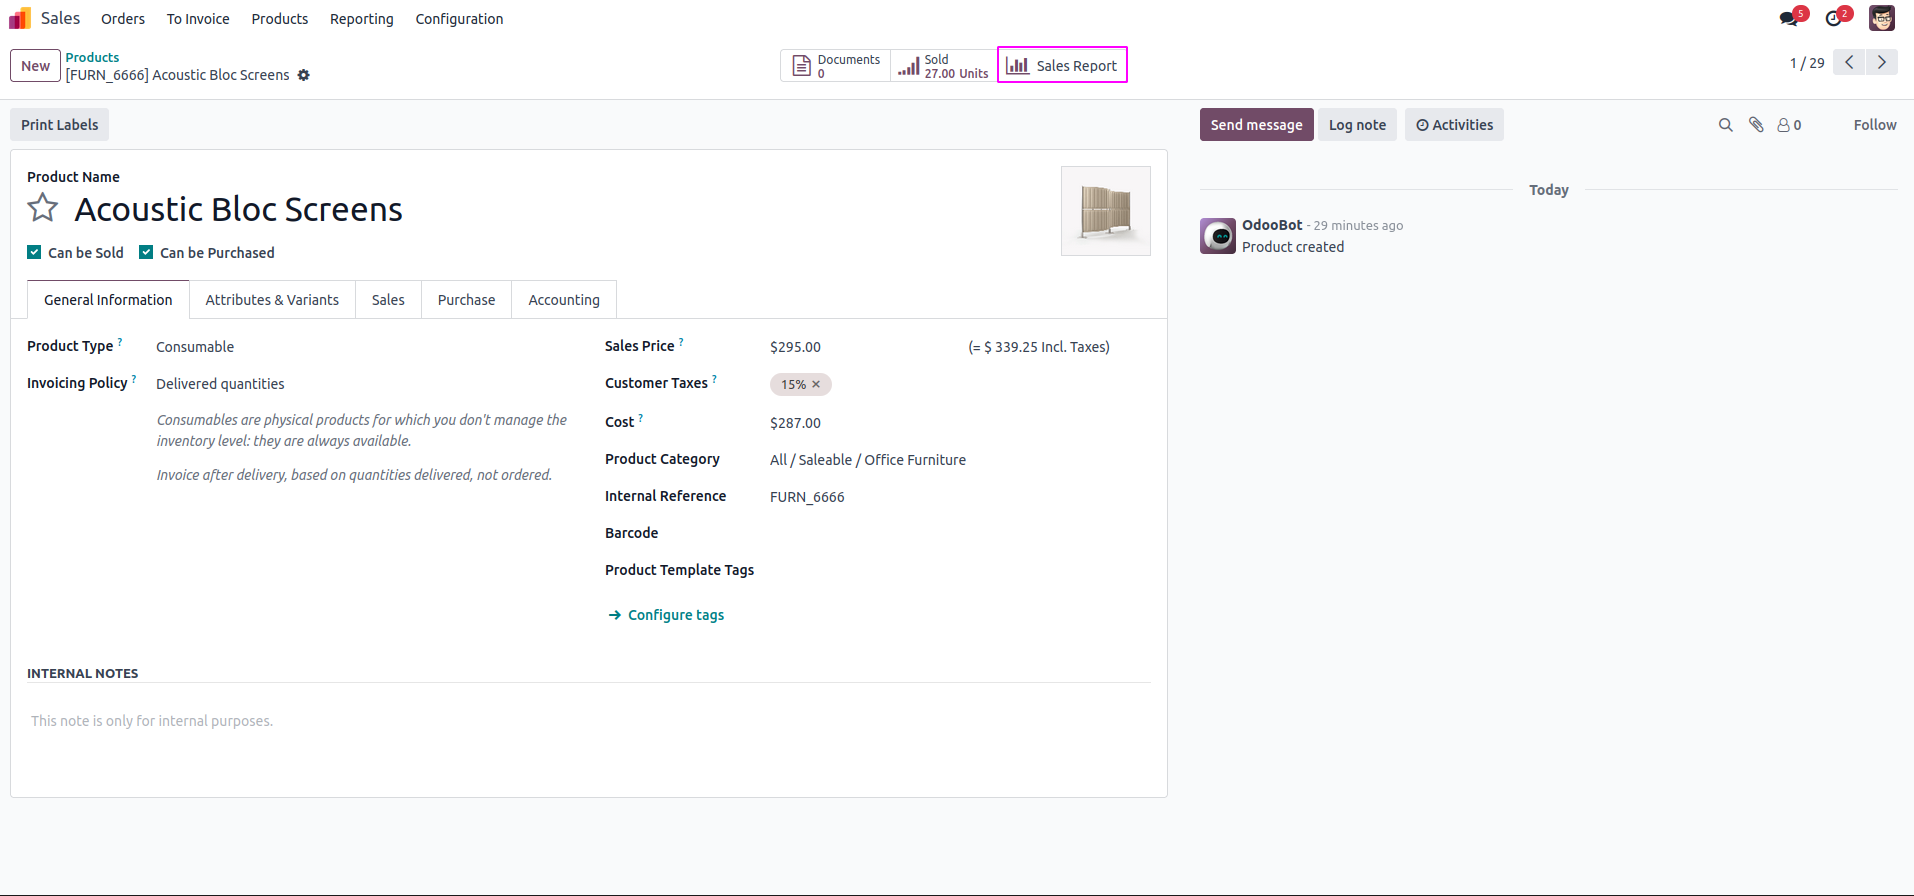 Sales Orders To Invoice Products Reporting Configuration 5 2
New
Products
[FURN_6666] Acoustic Bloc Screens
Documents
0
Sold
27.00 Units
Sales Report
1 / 29
Print Labels
Send message Log note Activities 0 Follow
Product Name
Acoustic Bloc Screens
Can be Sold Can be Purchased
General Information Attributes & Variants Sales Purchase Accounting
Product Type ? Consumable
Invoicing Policy ? Delivered quantities
Consumables are physical products for which you don't manage the
inventory level: they are always available.
Invoice after delivery, based on quantities delivered, not ordered.
Sales Price ? $295.00 (= $ 339.25 Incl. Taxes)
Customer Taxes ? 15% ×
Cost ? $287.00
Product Category All / Saleable / Office Furniture
Internal Reference FURN_6666
Barcode
Product Template Tags
→ Configure tags
INTERNAL NOTES
This note is only for internal purposes.
Today
OdooBot - 29 minutes ago
Product created